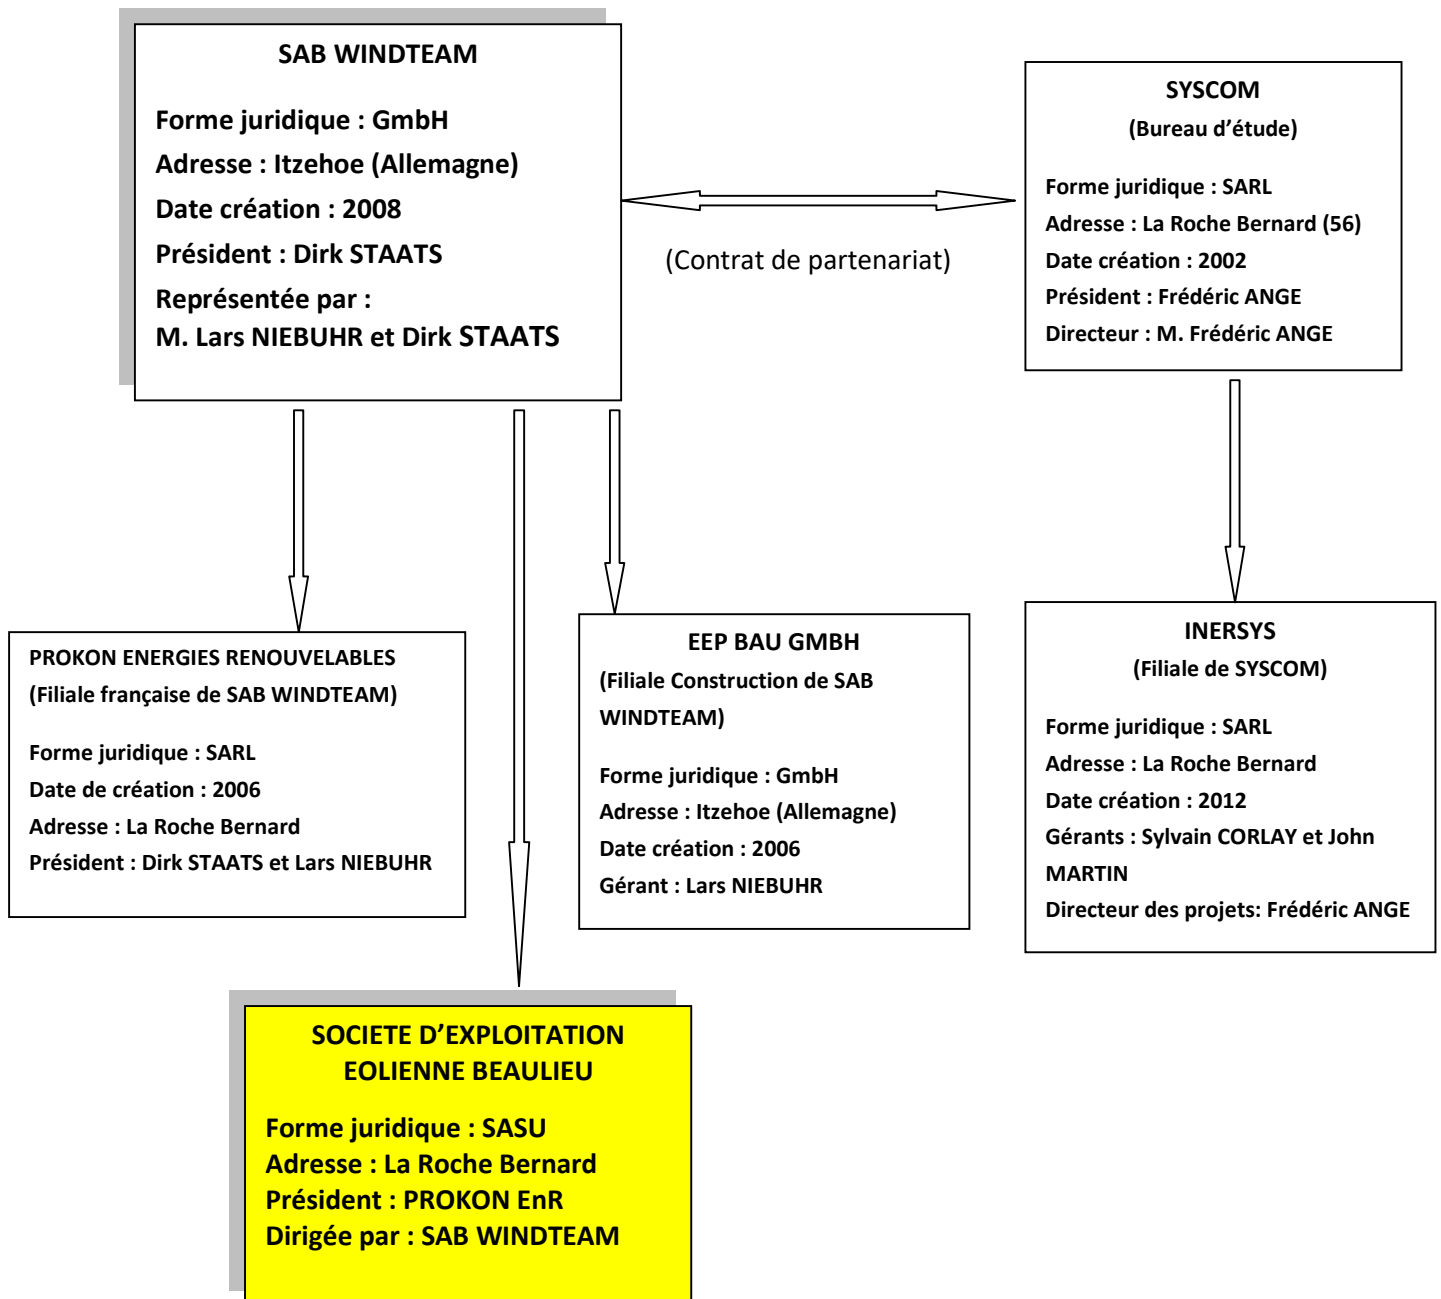 SAB WINDTEAM
Forme juridique : GmbH
Adresse : Itzehoe (Allemagne)
Date création : 2008
Président : Dirk STAATS
Représentée par :
M. Lars NIEBUHR et Dirk STAATS
(Contrat de partenariat)
SYSCOM
(Bureau d’étude)
Forme juridique : SARL
Adresse : La Roche Bernard (56)
Date création : 2002
Président : Frédéric ANGE
Directeur : M. Frédéric ANGE
PROKON ENERGIES RENOUVELABLES
(Filiale française de SAB WINDTEAM)
Forme juridique : SARL
Date de création : 2006
Adresse : La Roche Bernard
Président : Dirk STAATS et Lars NIEBUHR
EEP BAU GMBH
(Filiale Construction de SAB
WINDTEAM)
Forme juridique : GmbH
Adresse : Itzehoe (Allemagne)
Date création : 2006
Gérant : Lars NIEBUHR
INERSYS
(Filiale de SYSCOM)
Forme juridique : SARL
Adresse : La Roche Bernard
Date création : 2012
Gérants : Sylvain CORLAY et John
MARTIN
Directeur des projets: Frédéric ANGE
SOCIETE D’EXPLOITATION
EOLIENNE BEAULIEU
Forme juridique : SASU
Adresse : La Roche Bernard
Président : PROKON EnR
Dirigée par : SAB WINDTEAM